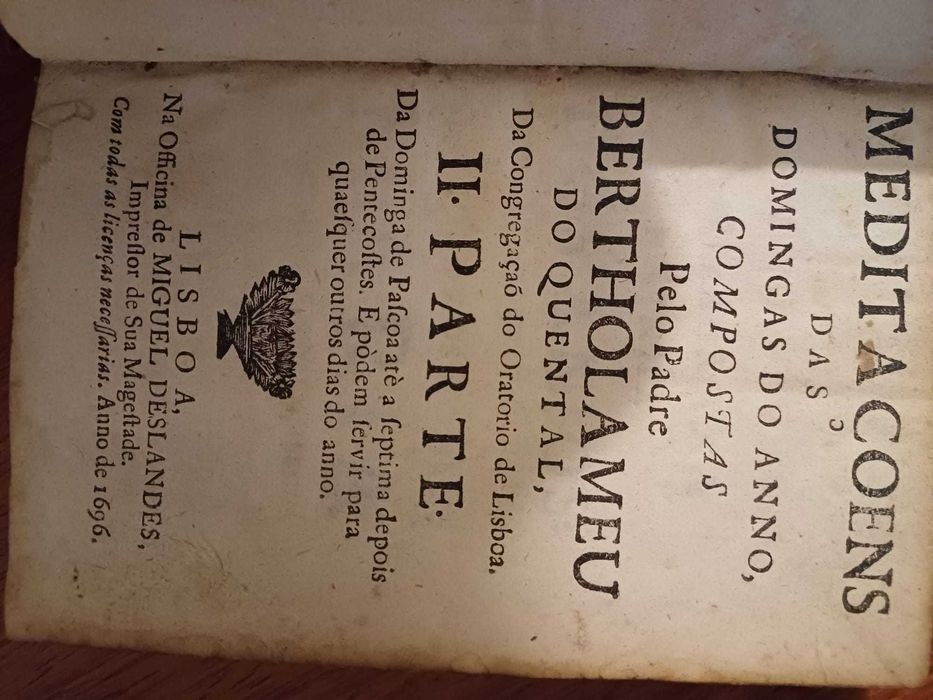 MEDITACOENS
DAS
DOMINGAS DO ANNO,
COMPOSTAS
Pelo Padre
BERTHOLAMEU
DO QUENTAL,
Da Congregaçaõ do Oratorio de Lisboa.
II. PARTE.
Da Dominga de Paſcoa atè a ſeptima depois
de Pentecoſtes. E pòdem ſervir para
quaeſquer outros dias do anno.
LISBOA,
Na Officina de MIGUEL DESLANDES,
Impreſſor de Sua Mageſtade.
Com todas as licenças neceſſarias. Anno de 1696.